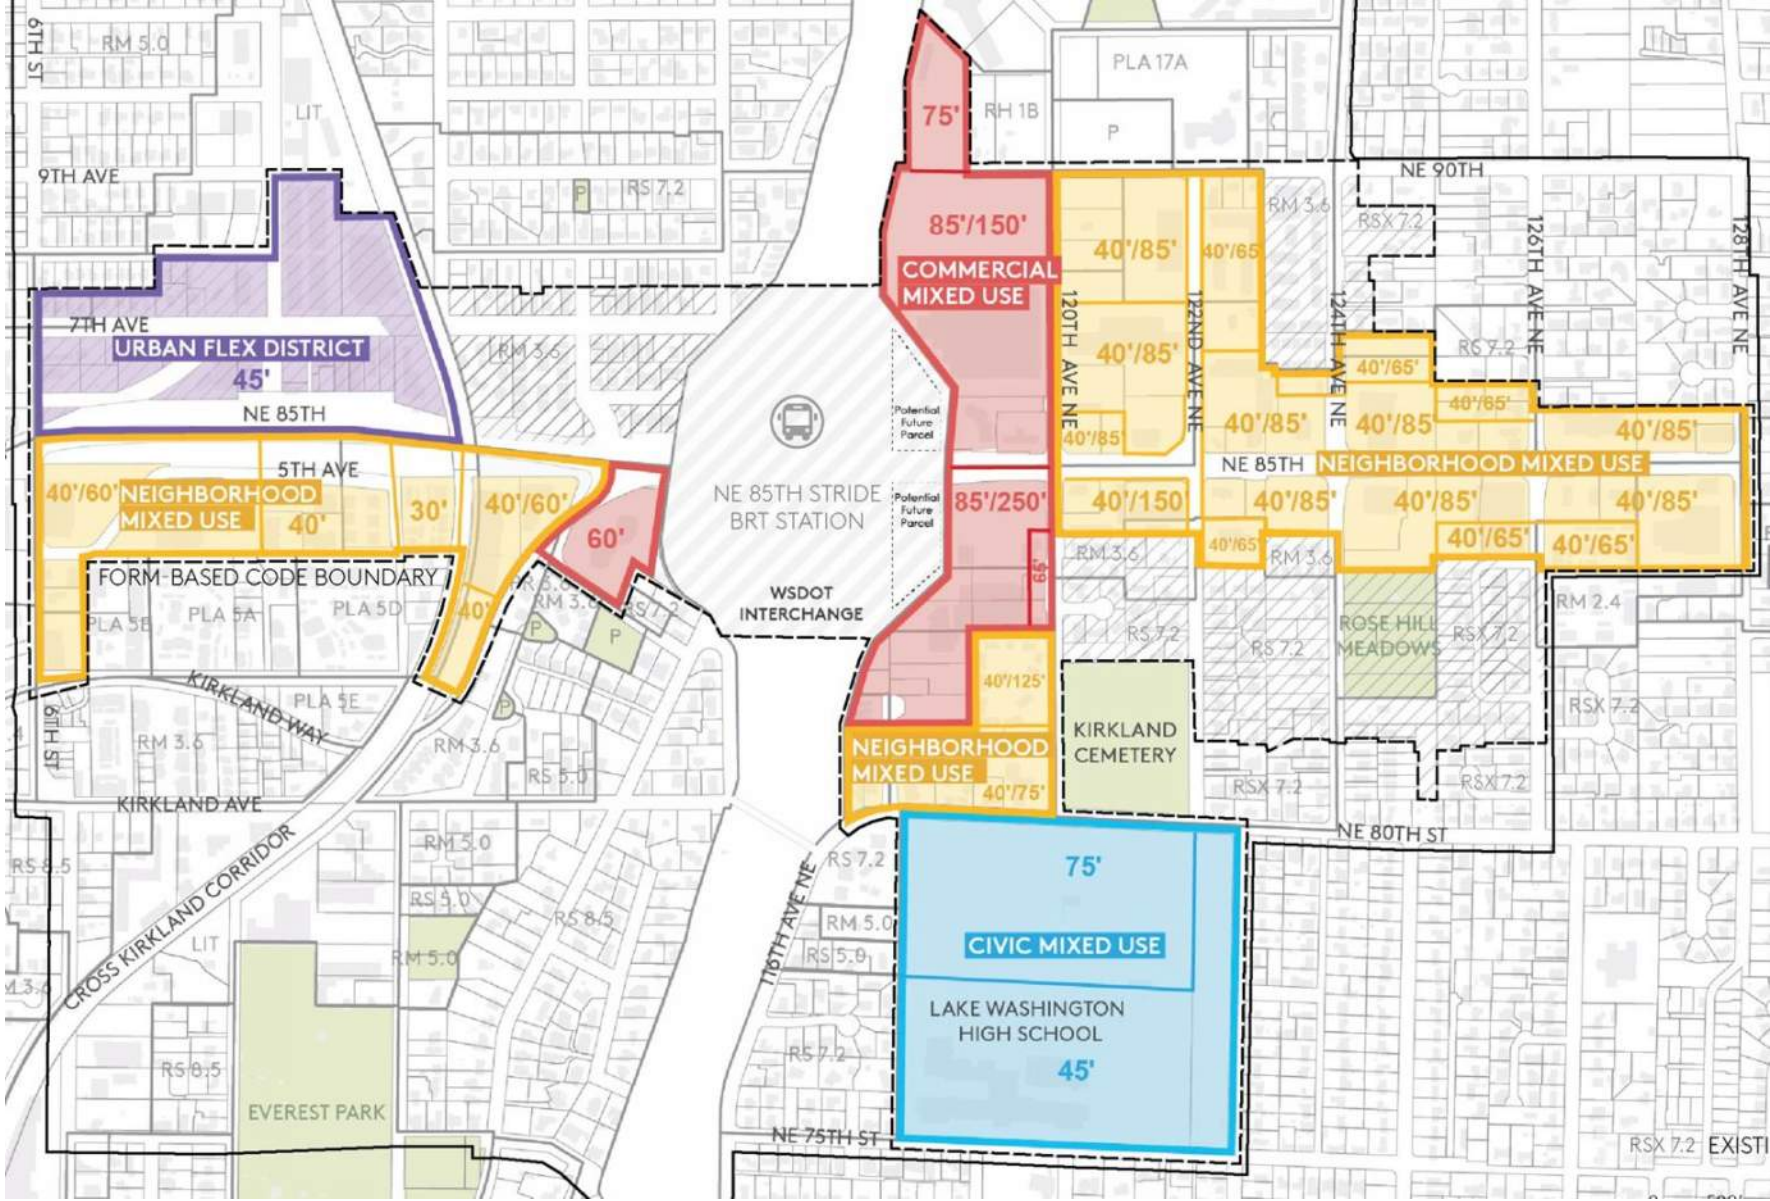 6TH ST
RM 5.0
LIT
PLA 17A
75'
RH 1B
P
9TH AVE
P
RS 7.2
NE 90TH
RM 3.6
RSX 7.2
126TH AVE NE
128TH AVE NE
85'/150'
COMMERCIAL
MIXED USE
40'/85'
40'/65'
120TH AVE NE
122ND AVE NE
124TH AVE NE
7TH AVE
URBAN FLEX DISTRICT
45'
NE 85TH
RM 3.6
40'/85'
RS 7.2
40'/65'
40'/65'
Potential
Future
Parcel
40'/85'
40'/85'
40'/85'
40'/85'
5TH AVE
NE 85TH
NEIGHBORHOOD MIXED USE
40'/60'
NEIGHBORHOOD
MIXED USE
40'
30'
40'/60'
60'
NE 85TH STRIDE
BRT STATION
Potential
Future
Parcel
85'/250'
40'/150
40'/85'
40'/85'
40'/85'
40'/65'
40'/65'
40'/65'
RM 3.6
RM 3.6
FORM-BASED CODE BOUNDARY
WSDOT
INTERCHANGE
PLA 5A
PLA 5D
40'
RM 3.6
RS 7.2
P
P
RS 7.2
RS 7.2
ROSE HILL
MEADOWS
RSX 7.2
RM 2.4
KIRKLAND WAY
PLA 5E
P
40'/125'
RSX 7.2
6TH ST
RM 3.6
RM 3.6
RS 5.0
NEIGHBORHOOD
MIXED USE
40'/75'
KIRKLAND
CEMETERY
RSX 7.2
RSX 7.2
KIRKLAND AVE
NE 80TH ST
CROSS KIRKLAND CORRIDOR
RM 5.0
RS 8.5
RS 7.2
116TH AVE NE
75'
RS 5.0
RS 8.5
RM 5.0
LIT
RM 5.0
RS 5.0
CIVIC MIXED USE
LAKE WASHINGTON
HIGH SCHOOL
45'
RS 7.2
RS 8.5
EVEREST PARK
NE 75TH ST
RSX 7.2
EXISTI